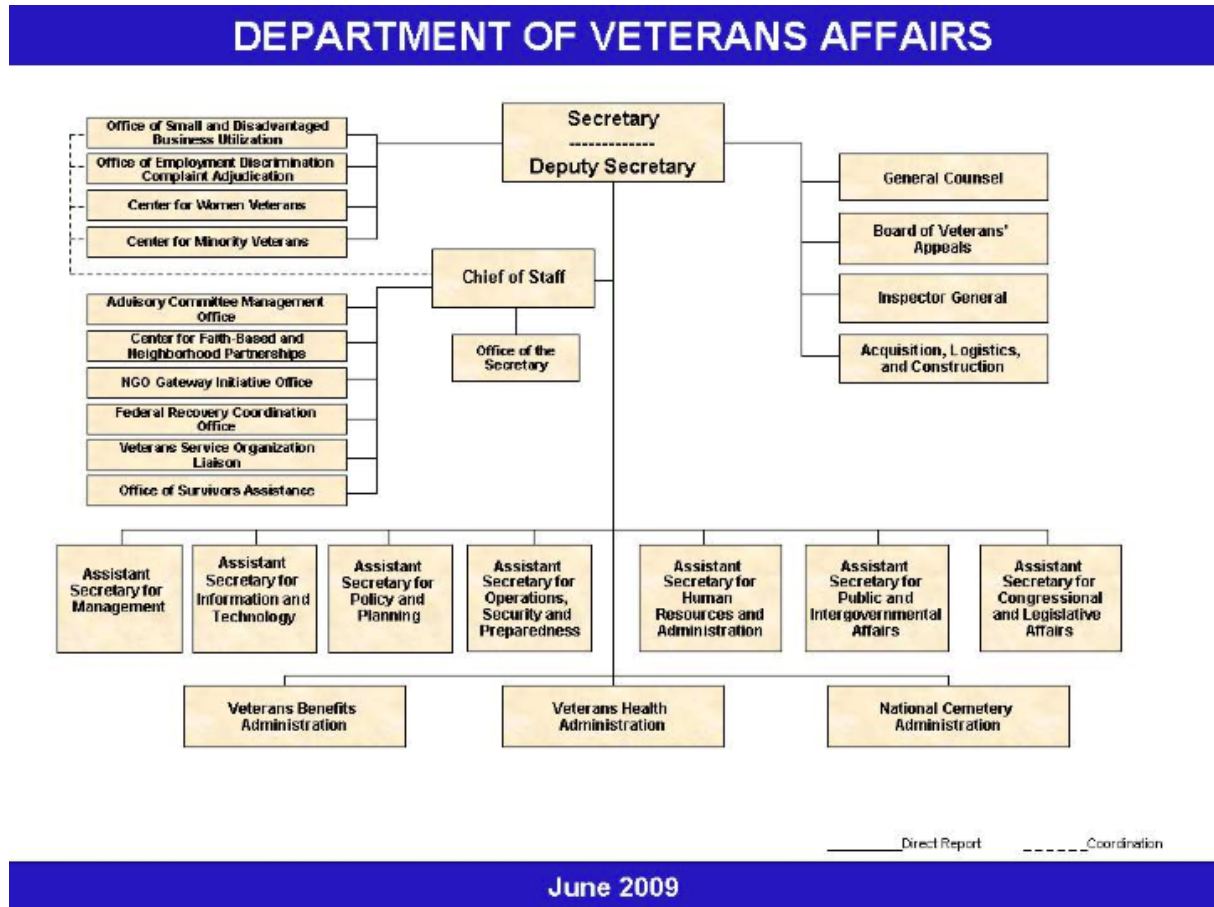 DEPARTMENT OF VETERANS AFFAIRS
Secretary
-------------
Deputy Secretary
Office of Small and Disadvantaged
Business Utilization
Office of Employment Discrimination
Complaint Adjudication
Center for Women Veterans
Center for Minority Veterans
General Counsel
Board of Veterans'
Appeals
Inspector General
Acquisition, Logistics,
and Construction
Chief of Staff
Office of the
Secretary
Advisory Committee Management
Office
Center for Faith-Based and
Neighborhood Partnerships
NGO Gateway Initiative Office
Federal Recovery Coordination
Office
Veterans Service Organization
Liaison
Office of Survivors Assistance
Assistant
Secretary for
Management
Assistant
Secretary for
Information and
Technology
Assistant
Secretary for
Policy and
Planning
Assistant
Secretary for
Operations,
Security and
Preparedness
Assistant
Secretary for
Human
Resources and
Administration
Assistant
Secretary for
Public and
Intergovernmental
Affairs
Assistant
Secretary for
Congressional
and Legislative
Affairs
Veterans Benefits
Administration
Veterans Health
Administration
National Cemetery
Administration
Direct Report
Coordination
June 2009